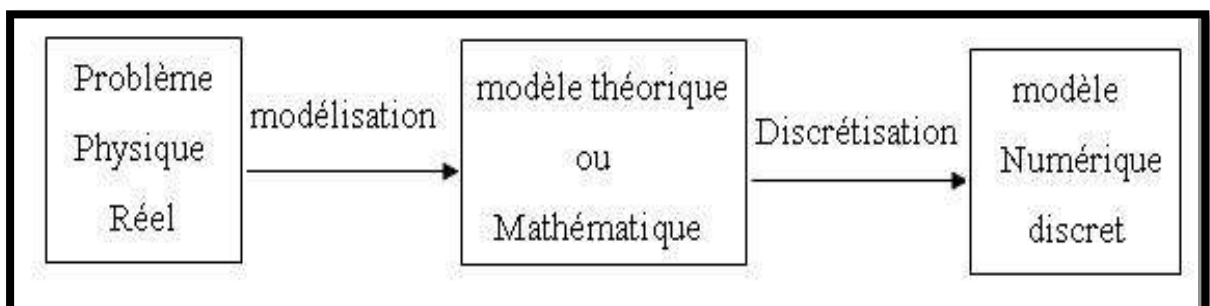 Problème
Physique
Réel
modélisation
modèle théorique
ou
Mathématique
Discrétisation
modèle
Numérique
discret